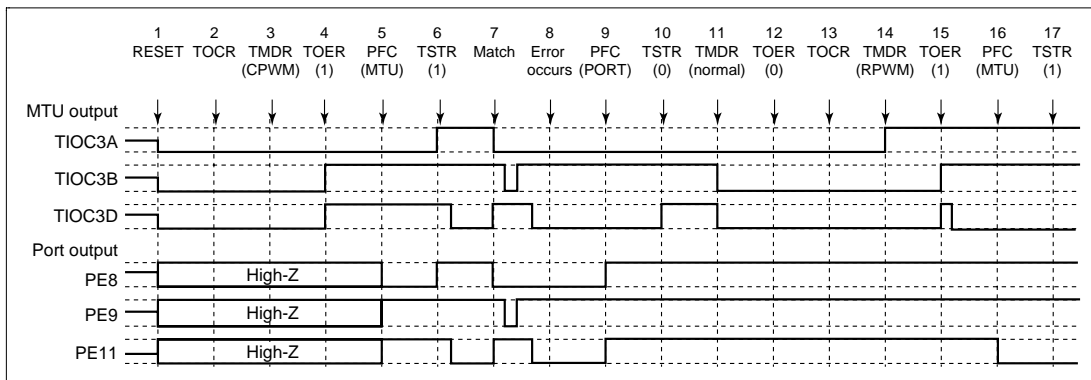 1 2 3 4 5 6 7 8 9 10 11 12 13 14 15 16 17
RESET TOCR TMDR TOER PFC TSTR Match Error PFC TSTR TMDR TOER TOCR TMDR TOER PFC TSTR
(CPWM) (1) (MTU) (1) occurs (PORT) (0) (normal) (0) (RPWM) (1) (MTU) (1)
MTU output
TIOC3A
TIOC3B
TIOC3D
Port output
PE8 High-Z
PE9 High-Z
PE11 High-Z